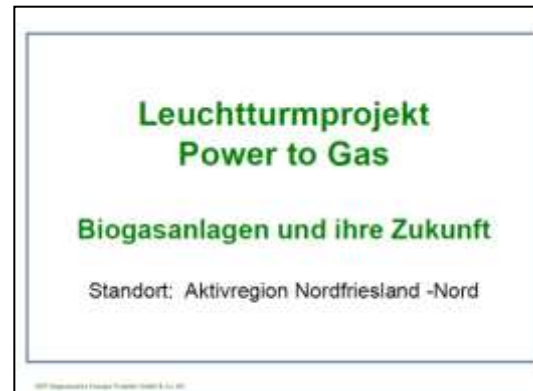 Leuchtturmprojekt
Power to Gas
Biogasanlagen und ihre Zukunft
Standort: Aktivregion Nordfriesland -Nord